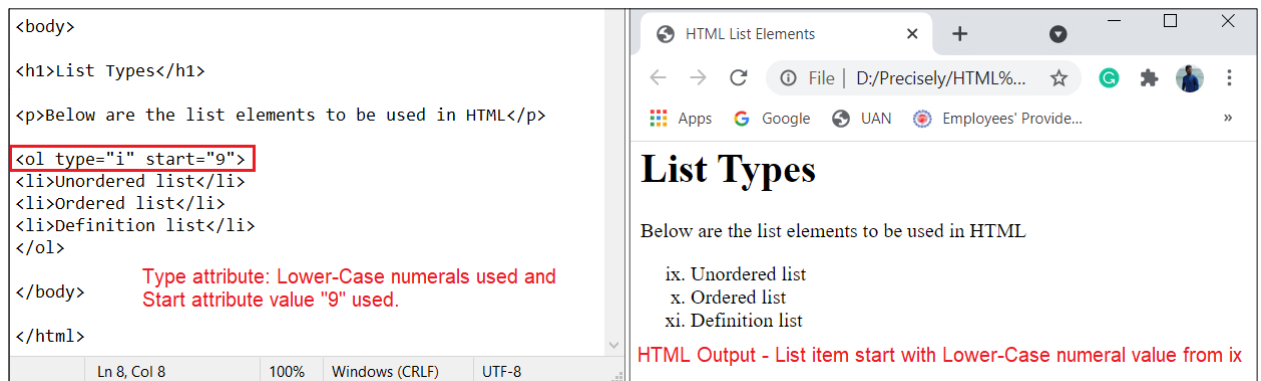 <body>
<h1>List Types</h1>
<p>Below are the list elements to be used in HTML</p>
<ol type="i" start="9">
<li>Unordered list</li>
<li>Ordered list</li>
<li>Definition list</li>
</ol>
Type attribute: Lower-Case numerals used and
Start attribute value "9" used.
</body>
</html>
Ln 8, Col 8 100% Windows (CRLF) UTF-8
HTML List Elements
File | D:/Precisely/HTML%...
Apps G Google UAN Employees' Provide... »
List Types
Below are the list elements to be used in HTML
ix. Unordered list
x. Ordered list
xi. Definition list
HTML Output - List item start with Lower-Case numeral value from ix